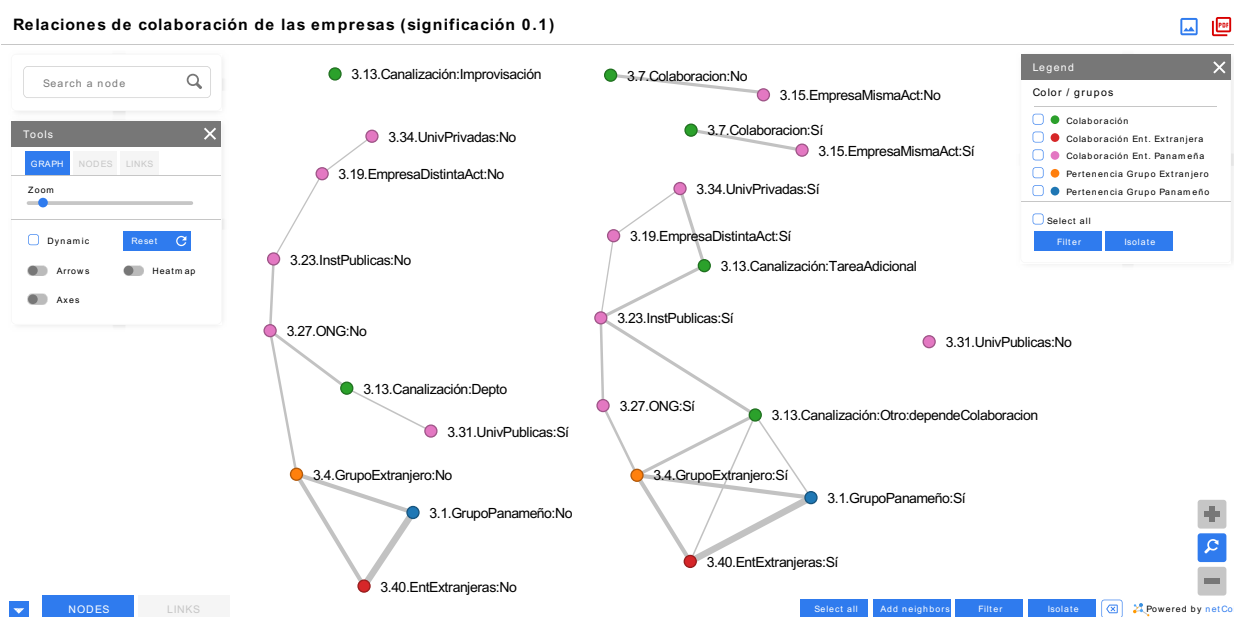 Relaciones de colaboración de las empresas (significación 0.1)
PDF
Search a node
Tools
GRAPH NODES LINKS
Zoom
Dynamic Reset
Arrows Heatmap
Axes
3.13.Canalización:Improvisación
3.7.Colaboracion:No
3.15.EmpresaMismaAct:No
3.34.UnivPrivadas:No
3.7.Colaboracion:Sí
3.15.EmpresaMismaAct:Sí
3.19.EmpresaDistintaAct:No
3.34.UnivPrivadas:Sí
3.19.EmpresaDistintaAct:Sí
3.23.InstPublicas:No
3.13.Canalización:TareaAdicional
3.23.InstPublicas:Sí
3.27.ONG:No
3.31.UnivPublicas:No
3.13.Canalización:Depto
3.27.ONG:Sí
3.13.Canalización:Otro:dependeColaboracion
3.31.UnivPublicas:Sí
3.4.GrupoExtranjero:No
3.4.GrupoExtranjero:Sí
3.1.GrupoPanameño:Sí
3.1.GrupoPanameño:No
3.40.EntExtranjeras:Sí
3.40.EntExtranjeras:No
Legend
Color / grupos
Colaboración
Colaboración Ent. Extranjera
Colaboración Ent. Panameña
Pertenencia Grupo Extranjero
Pertenencia Grupo Panameño
Select all
Filter Isolate
NODES LINKS
Select all Add neighbors Filter Isolate Powered by netCo